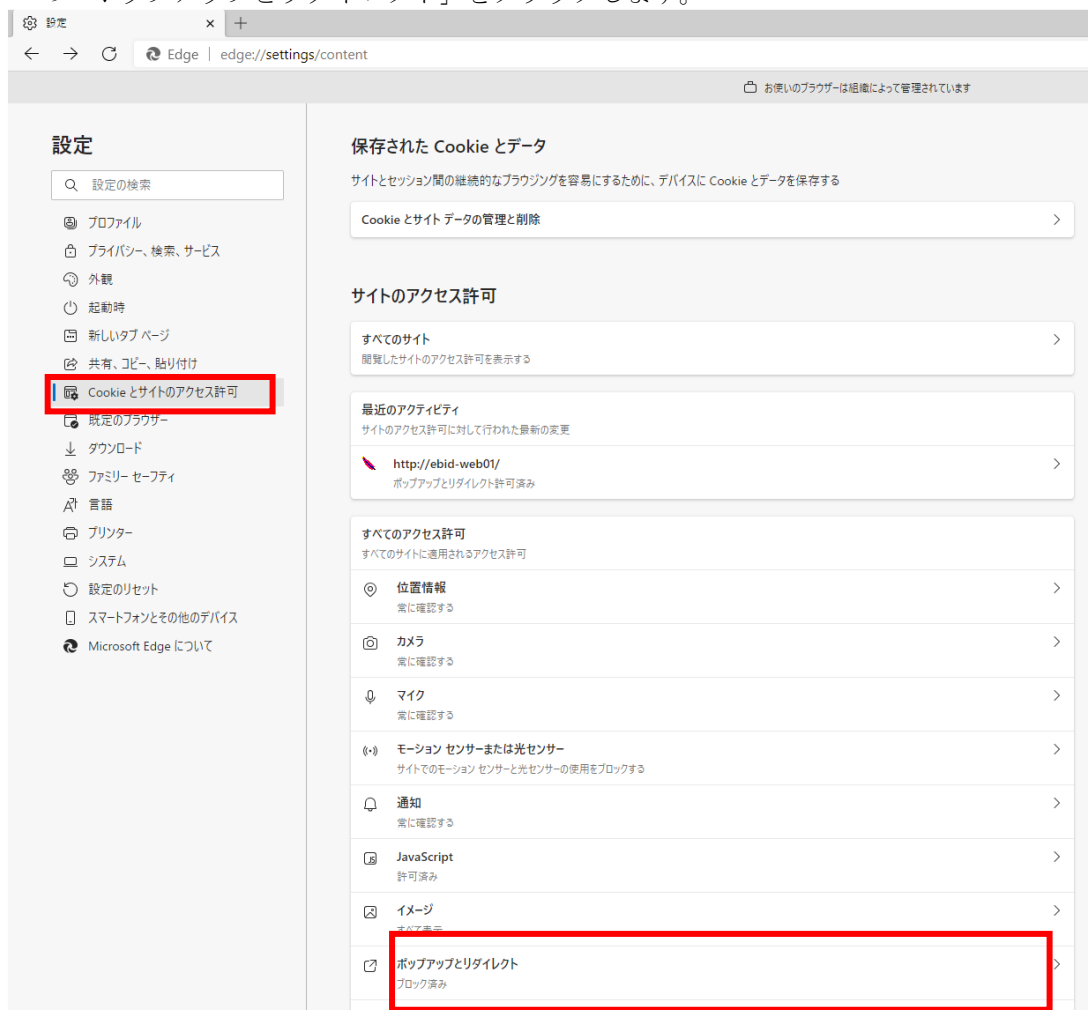 クリックします。
設定
Edge | edge://settings/content
お使いのブラウザーは組織によって管理されています
設定
設定の検索
プロファイル
プライバシー、検索、サービス
外観
起動時
新しいタブ ページ
共有、コピー、貼り付け
Cookie とサイトのアクセス許可
既定のブラウザー
ダウンロード
ファミリー セーフティ
言語
プリンター
システム
設定のリセット
スマートフォンとその他のデバイス
Microsoft Edge について
保存された Cookie とデータ
サイトとセッション間の継続的なブラウジングを容易にするために、デバイスに Cookie とデータを保存する
Cookie とサイト データの管理と削除
サイトのアクセス許可
すべてのサイト
閲覧したサイトのアクセス許可を表示する
最近のアクティビティ
サイトのアクセス許可に対して行われた最新の変更
http://ebid-web01/
ポップアップとリダイレクト許可済み
すべてのアクセス許可
すべてのサイトに適用されるアクセス許可
位置情報
常に確認する
カメラ
常に確認する
マイク
常に確認する
モーション センサーまたは光センサー
サイトでのモーション センサーと光センサーの使用をブロックする
通知
常に確認する
JavaScript
許可済み
イメージ
すべて表示
ポップアップとリダイレクト
ブロック済み